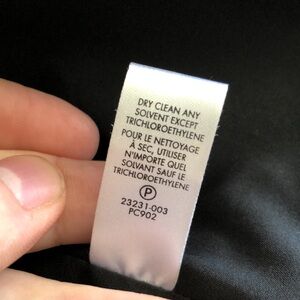 DRY CLEAN ANY
SOLVENT EXCEPT
TRICHLOROETHYLENE
POUR LE NETTOYAGE
À SEC, UTILISER
N'IMPORTE QUEL
SOLVANT SAUF LE
TRICHLOROETHYLENE
P
23231-003
PC902